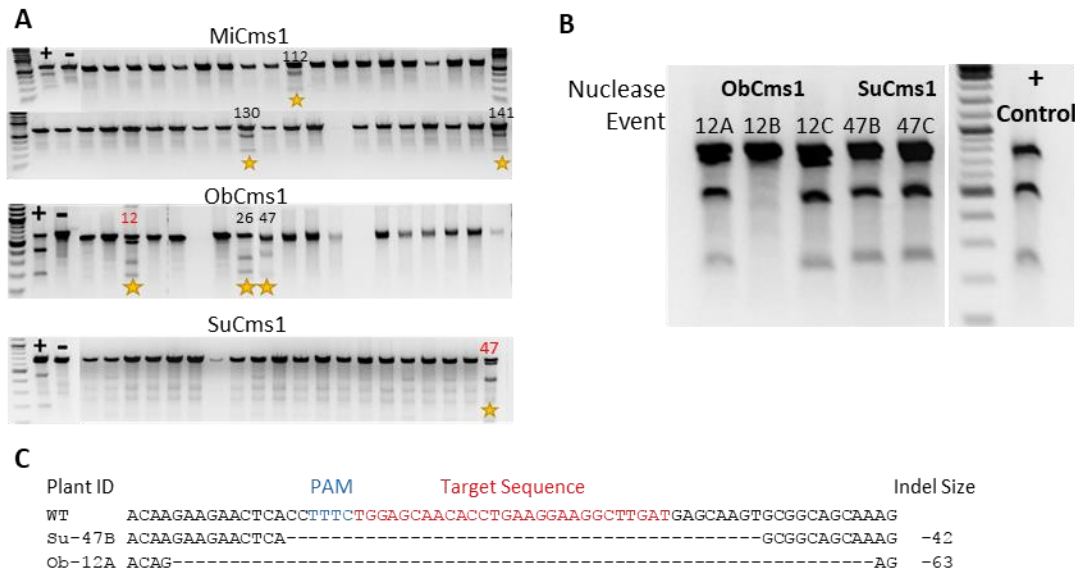 A
MiCms1
+ - 112
130 141
ObCms1
+ - 12 26 47
SuCms1
+ - 47
B
Nuclease ObCms1 SuCms1 +
Event 12A 12B 12C 47B 47C Control
C
Plant ID PAM Target Sequence Indel Size
WT ACAAGAAGAACTCACCTTTCTGGAGCAACACCTGAAGGAAGGCTTGATGAGCAAGTGCGGCAGCAAAG
Su-47B ACAAGAAGAACTCA------------------------------------------GCGGCAGCAAAG -42
Ob-12A ACAG--------------------------------------------------------------AG -63